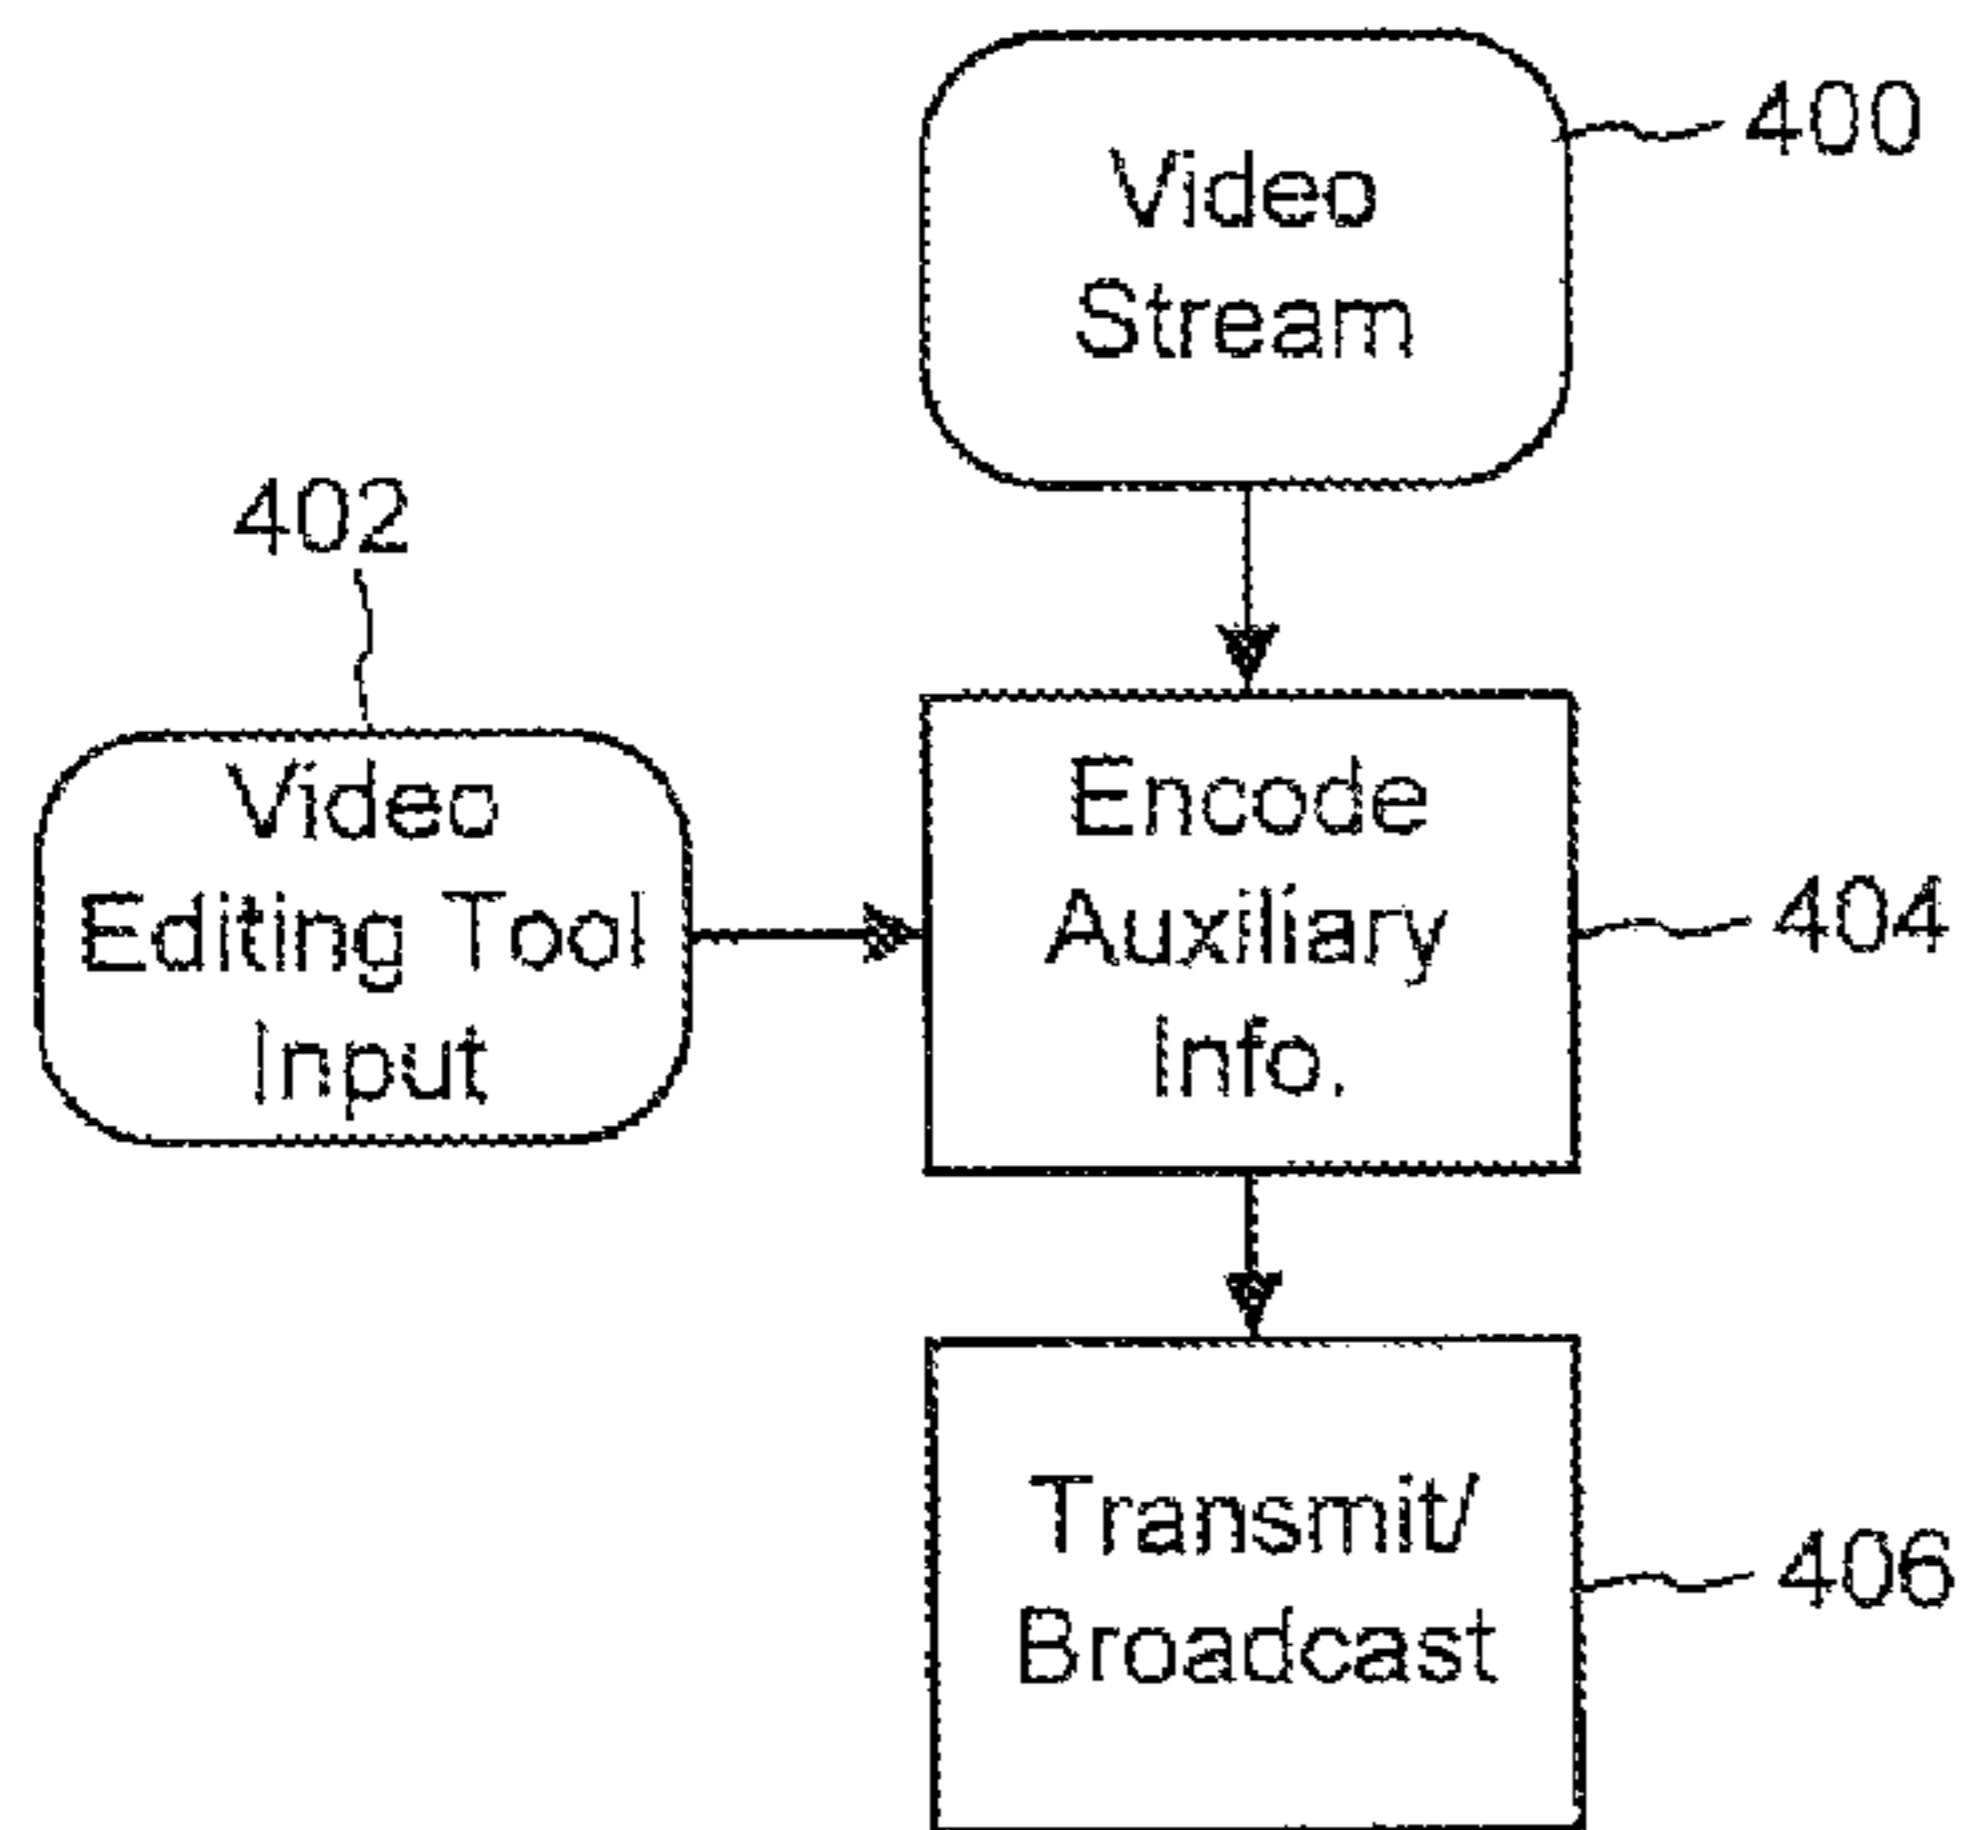 Video
Stream
400
402
Video
Editing Tool
Input
Encode
Auxiliary
Info.
404
Transmit/
Broadcast
406